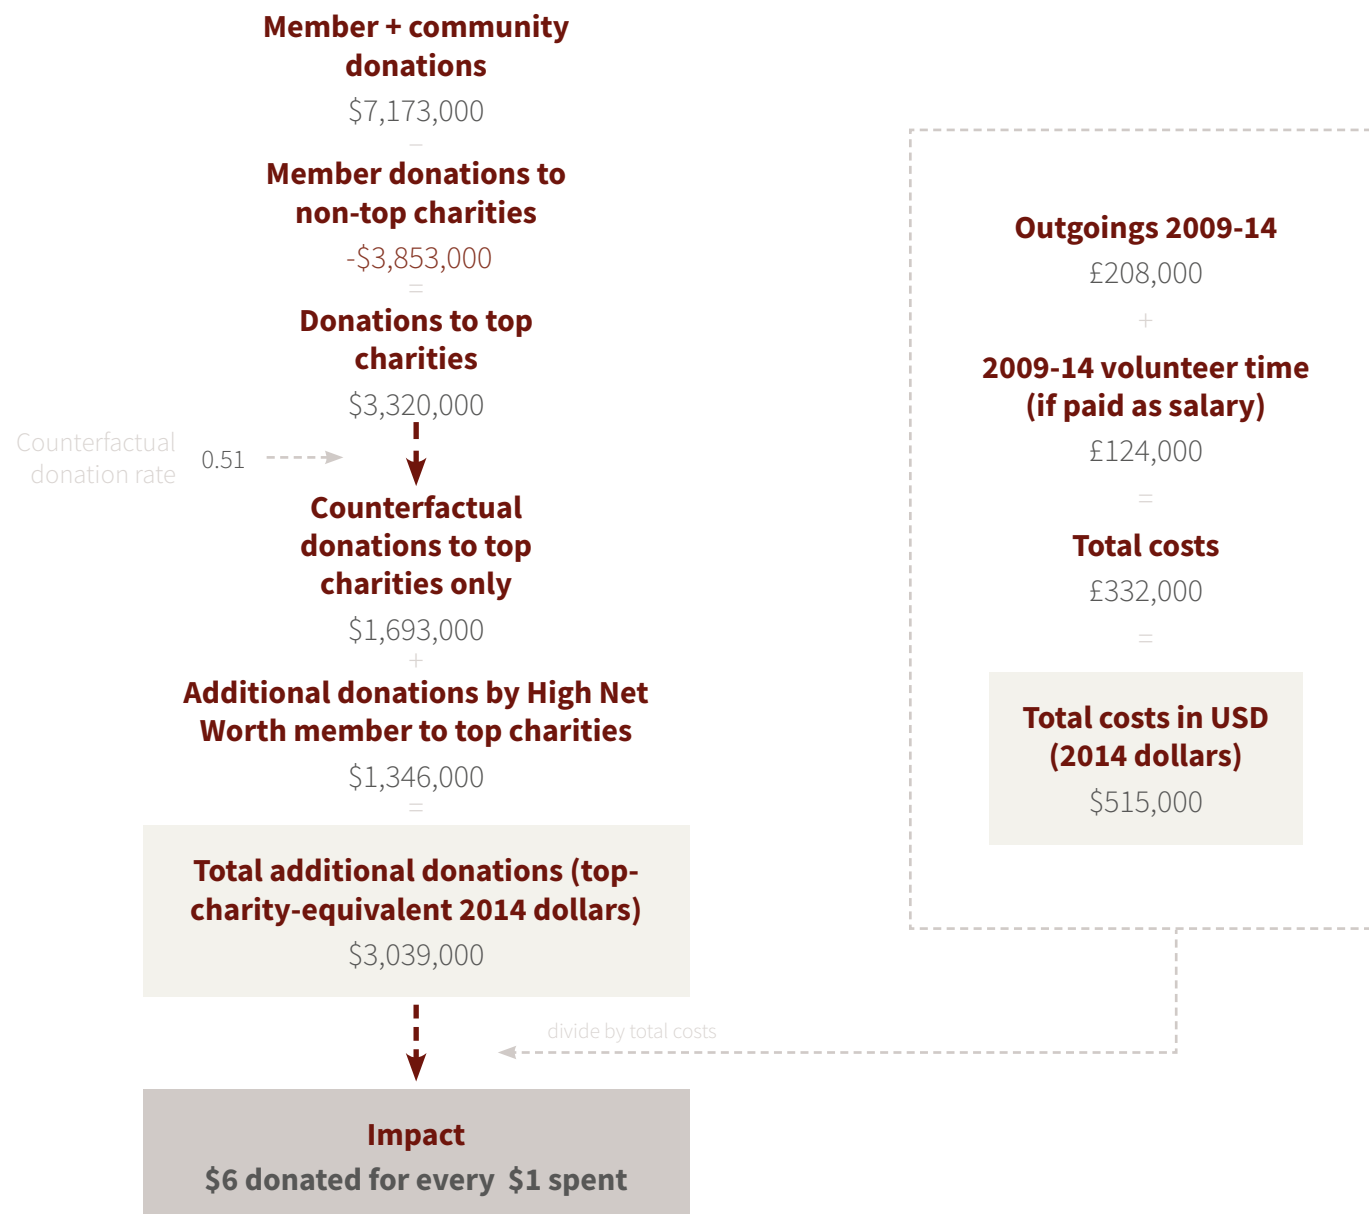 Member + community
donations
$7,173,000
–
Member donations to
non-top charities
-$3,853,000
=
Donations to top
charities
$3,320,000
Counterfactual
donation rate
0.51
Counterfactual
donations to top
charities only
$1,693,000
+
Additional donations by High Net
Worth member to top charities
$1,346,000
=
Total additional donations (top-
charity-equivalent 2014 dollars)
$3,039,000
divide by total costs
Impact
$6 donated for every $1 spent
Outgoings 2009-14
£208,000
+
2009-14 volunteer time
(if paid as salary)
£124,000
=
Total costs
£332,000
=
Total costs in USD
(2014 dollars)
$515,000